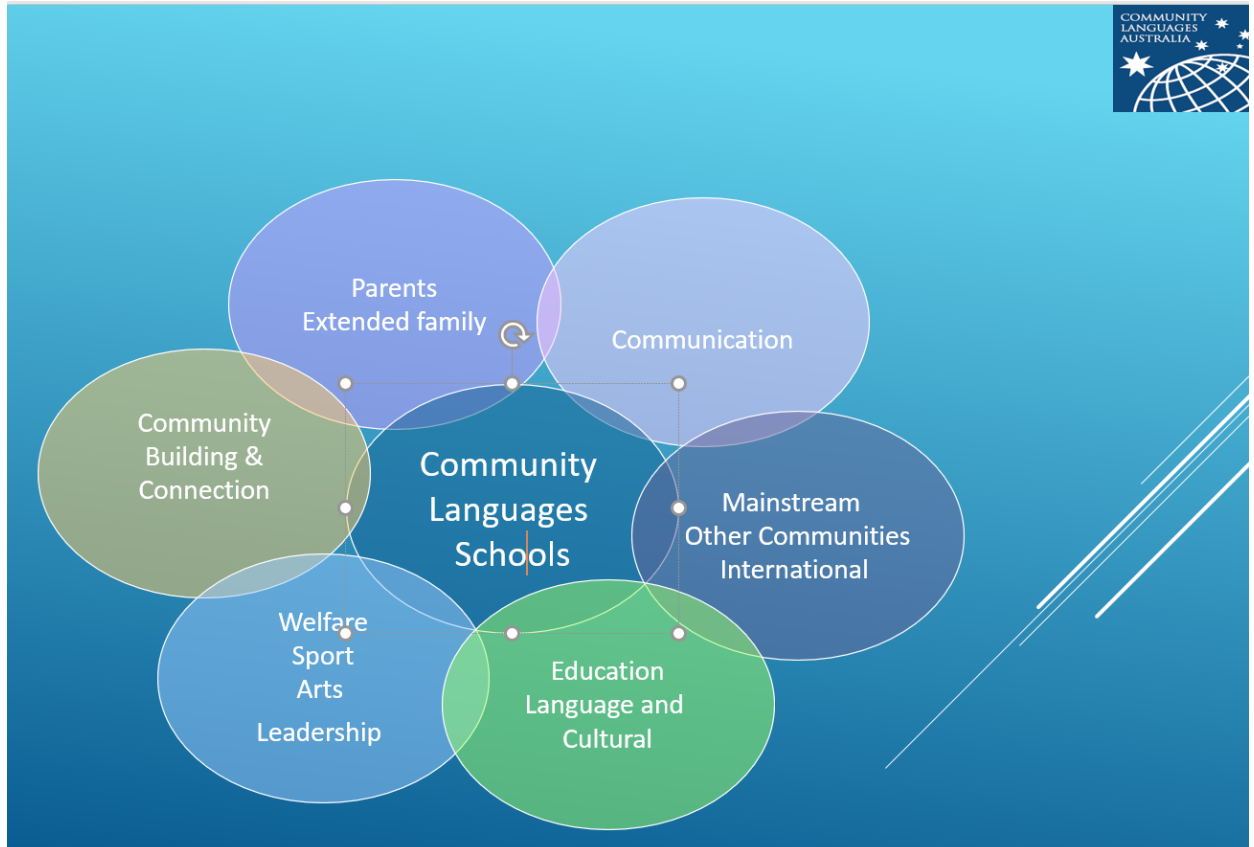 COMMUNITY
LANGUAGES
AUSTRALIA
Parents
Extended family
Communication
Community
Building &
Connection
Community
Languages
Schools
Mainstream
Other Communities
International
Welfare
Sport
Arts
Leadership
Education
Language and
Cultural